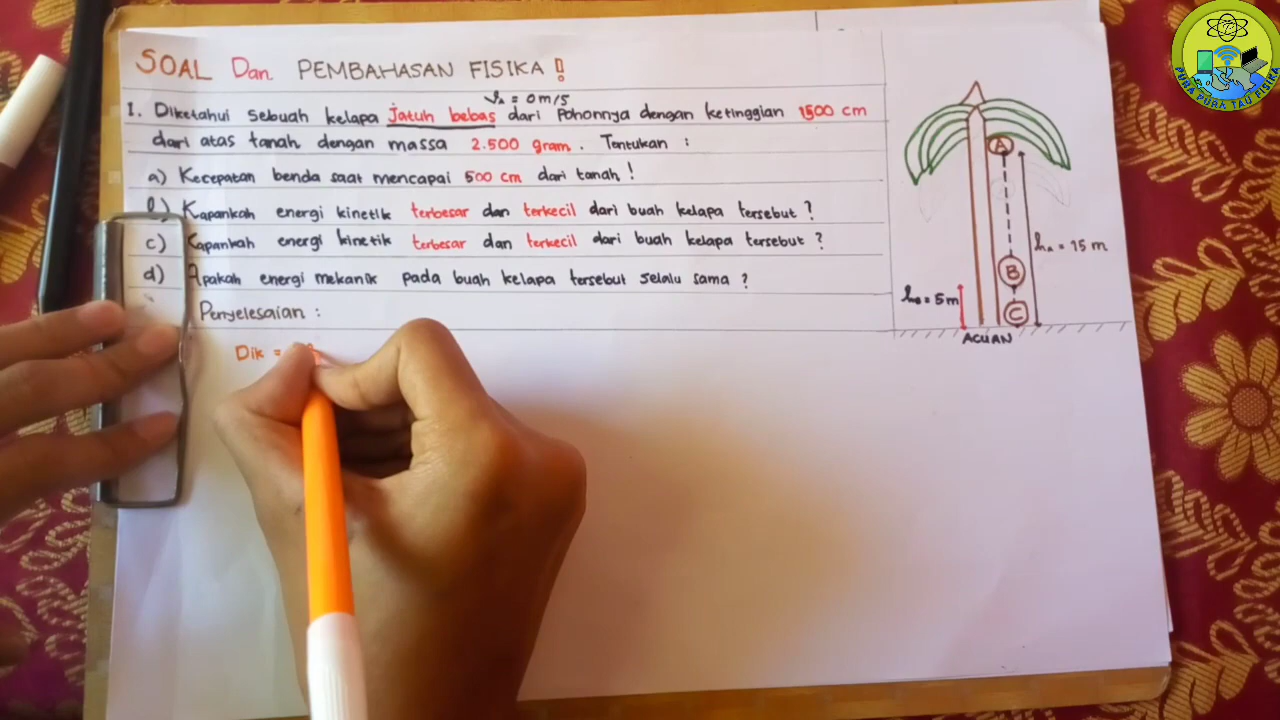 SOAL Dan PEMBAHASAN FISIKA !
vA = 0 m/s
1. Diketahui sebuah kelapa jatuh bebas dari Pohonnya dengan ketinggian 1500 cm
dari atas tanah dengan massa 2.500 gram. Tentukan :
a) Kecepatan benda saat mencapai 500 cm dari tanah !
b) Kapankah energi kinetik terbesar dan terkecil dari buah kelapa tersebut ?
c) Kapankah energi kinetik terbesar dan terkecil dari buah kelapa tersebut ?
d) Apakah energi mekanik pada buah kelapa tersebut selalu sama ?
Penyelesaian :
Dik =
A
hA = 15 m
B
hB = 5 m
C
ACUAN
PURA PURA TAU FISIKA